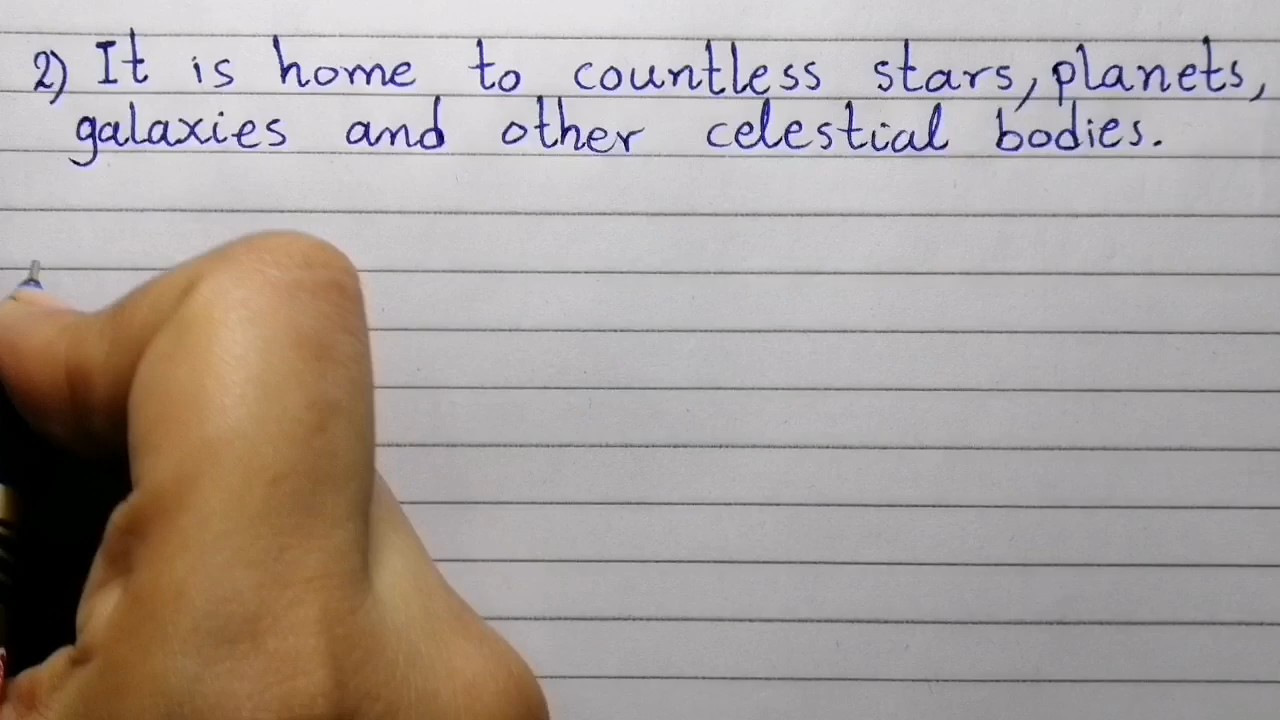 2) It is home to countless stars, planets,
galaxies and other celestial bodies.